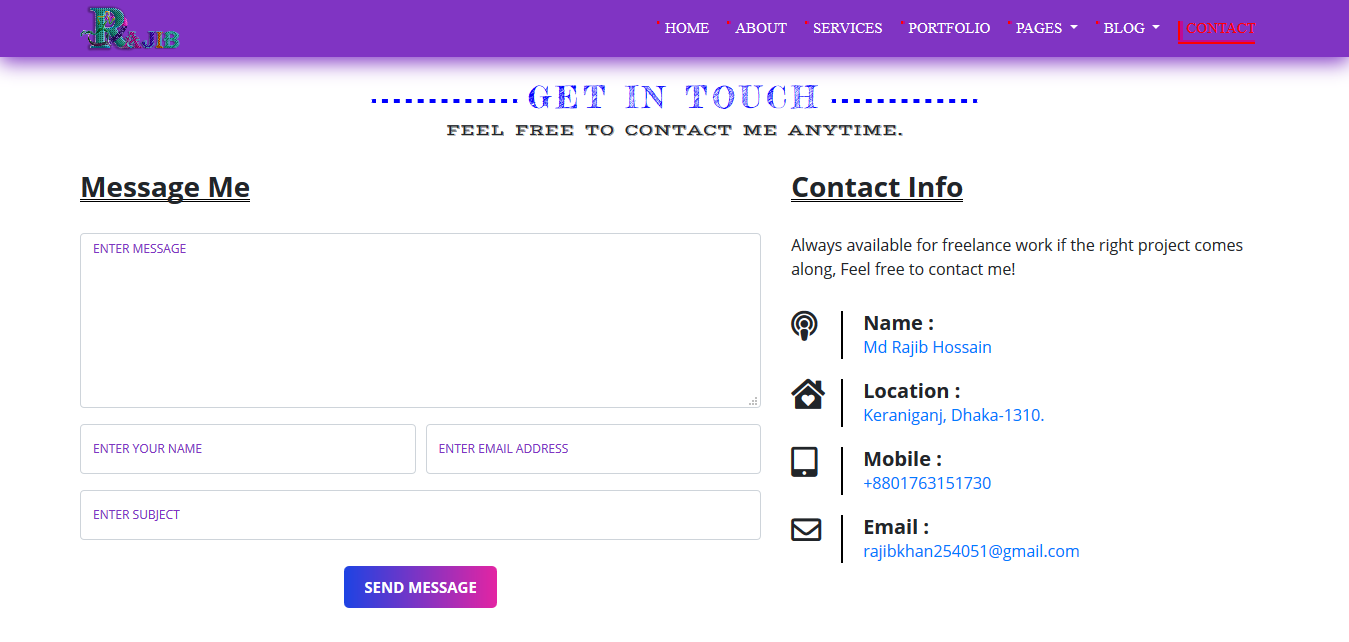 RAJIB
HOME ABOUT SERVICES PORTFOLIO PAGES BLOG CONTACT
GET IN TOUCH
FEEL FREE TO CONTACT ME ANYTIME.
Message Me
ENTER MESSAGE
ENTER YOUR NAME
ENTER EMAIL ADDRESS
ENTER SUBJECT
SEND MESSAGE
Contact Info
Always available for freelance work if the right project comes
along, Feel free to contact me!
Name :
Md Rajib Hossain
Location :
Keraniganj, Dhaka-1310.
Mobile :
+8801763151730
Email :
rajibkhan254051@gmail.com